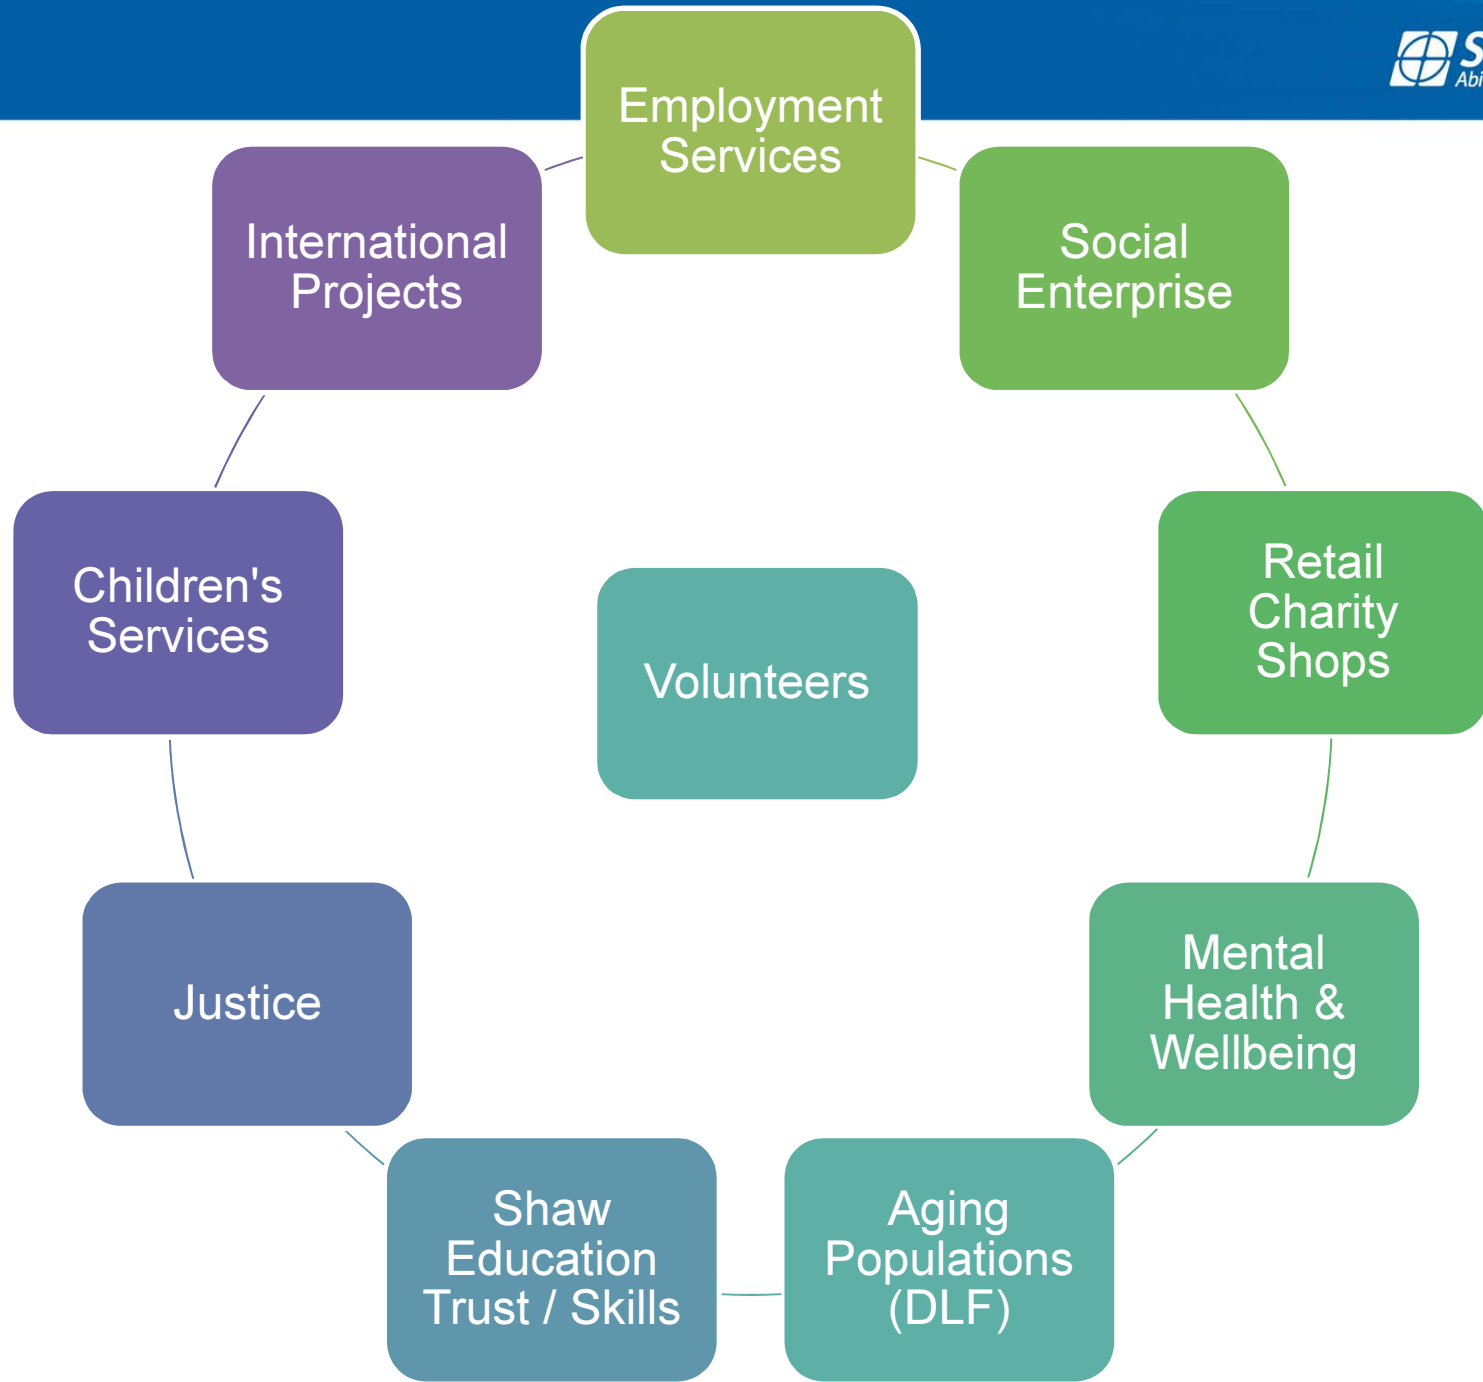 Employment
Services
Social
Enterprise
Retail
Charity
Shops
Mental
Health &
Wellbeing
Aging
Populations
(DLF)
Shaw
Education
Trust / Skills
Justice
Children's
Services
International
Projects
Volunteers